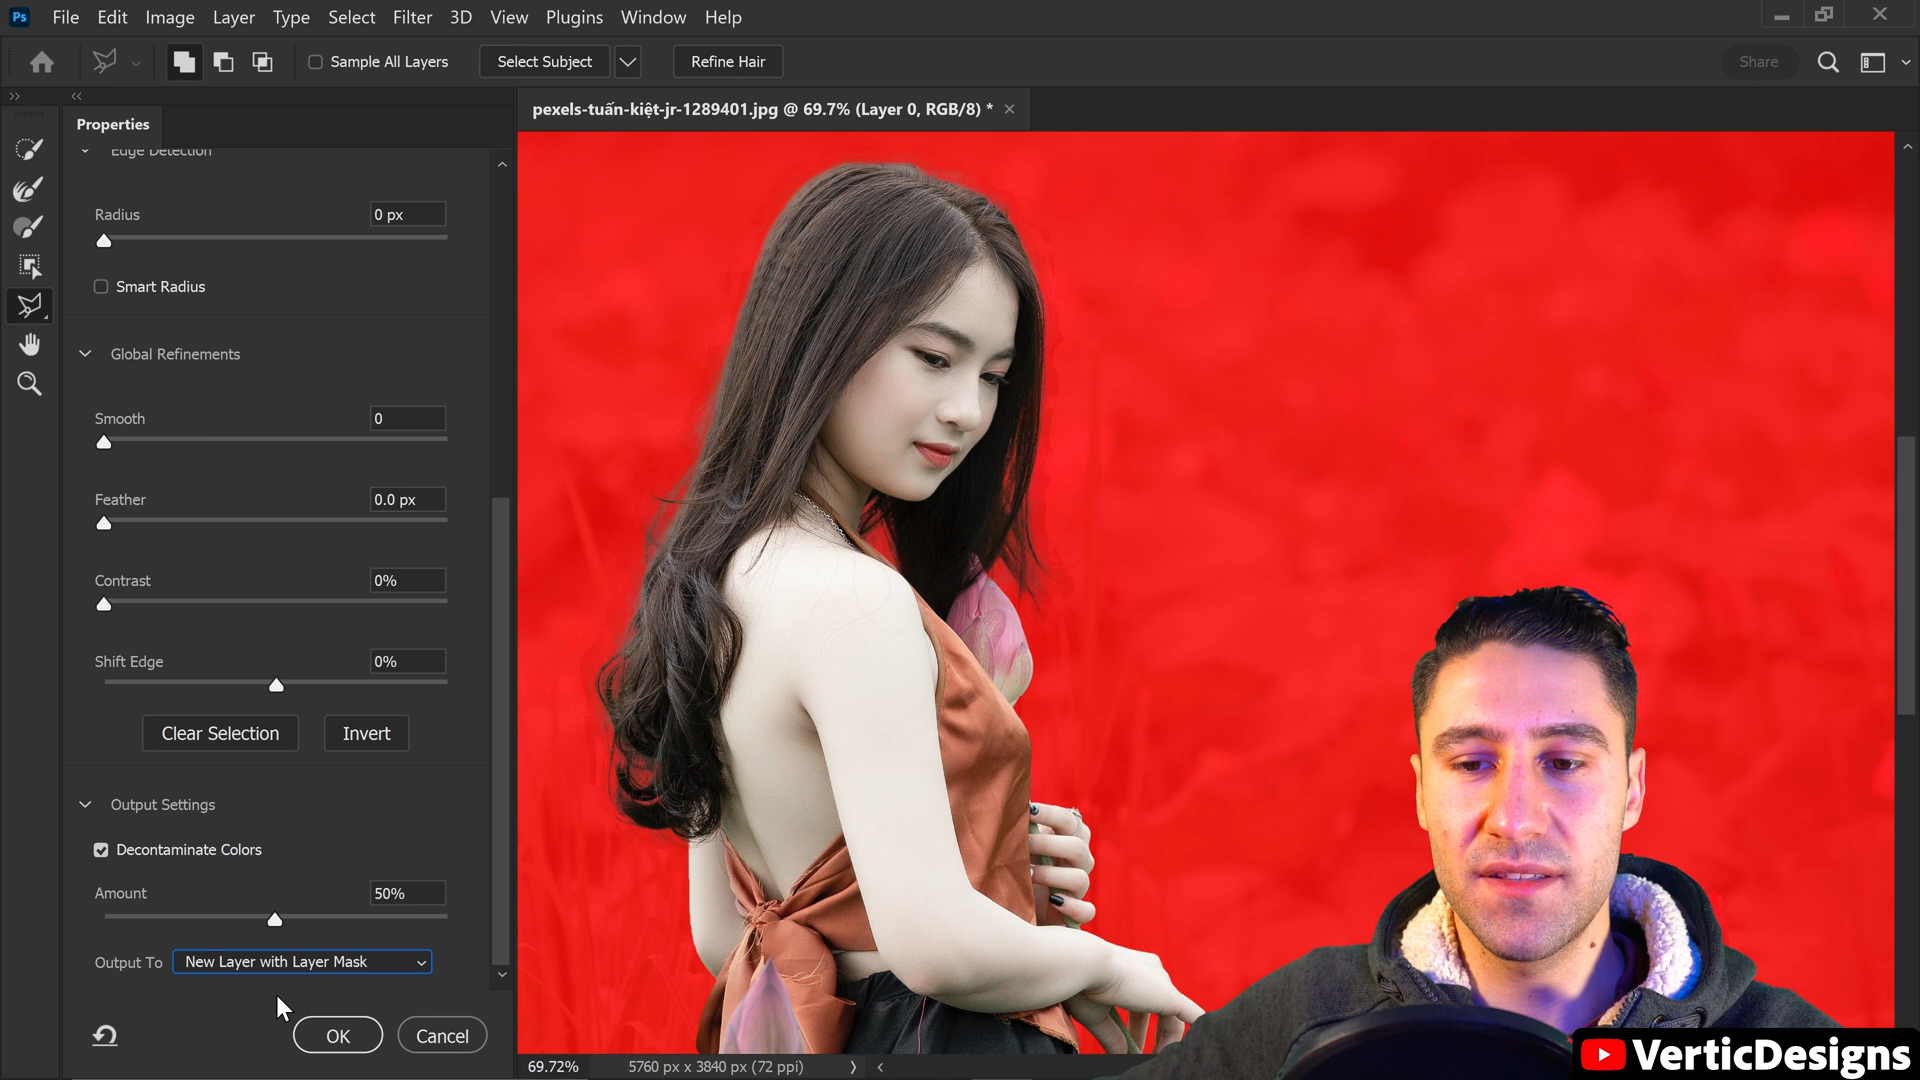 Ps File Edit Image Layer Type Select Filter 3D View Plugins Window Help
Sample All Layers Select Subject Refine Hair Share
pexels-tuấn-kiệt-jr-1289401.jpg @ 69.7% (Layer 0, RGB/8) *
Properties
Edge Detection
Radius 0 px
Smart Radius
Global Refinements
Smooth 0
Feather 0.0 px
Contrast 0%
Shift Edge 0%
Clear Selection Invert
Output Settings
Decontaminate Colors
Amount 50%
Output To New Layer with Layer Mask
OK Cancel
69.72% 5760 px x 3840 px (72 ppi)
VerticDesigns